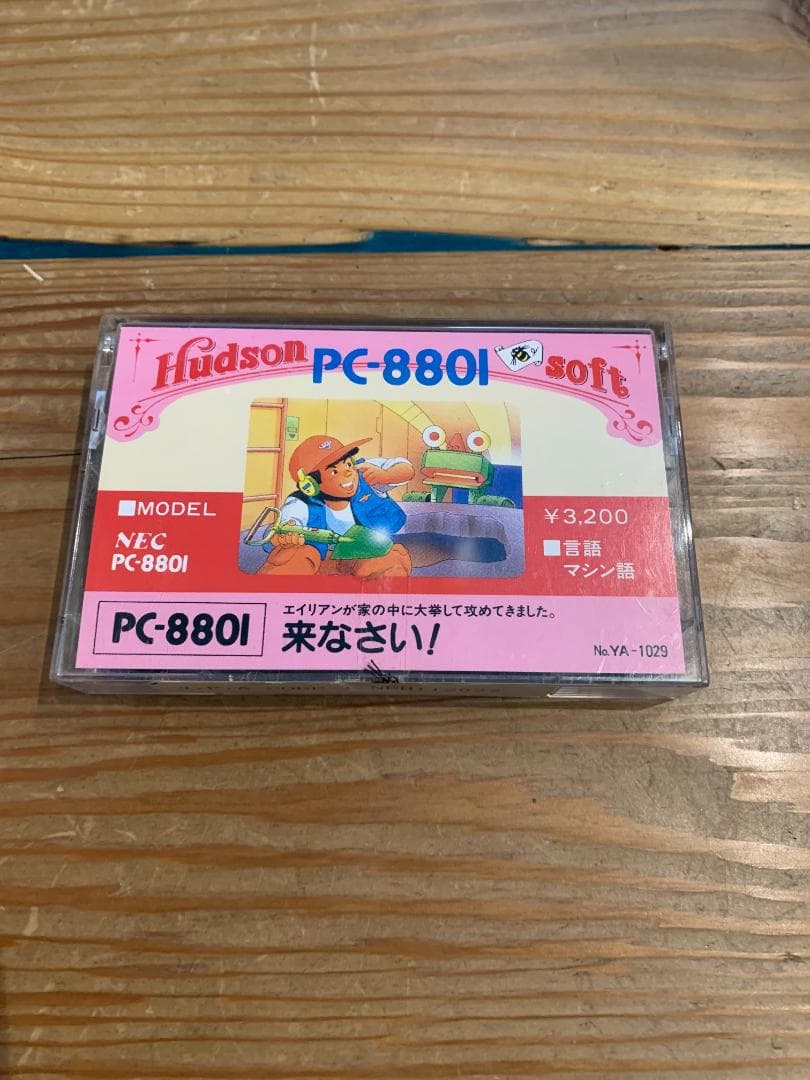 Hudson PC-8801 soft
■MODEL
NEC
PC-8801
¥3,200
■言語
マシン語
PC-8801
エイリアンが家の中に大挙して攻めてきました。
来なさい!
No.YA-1029